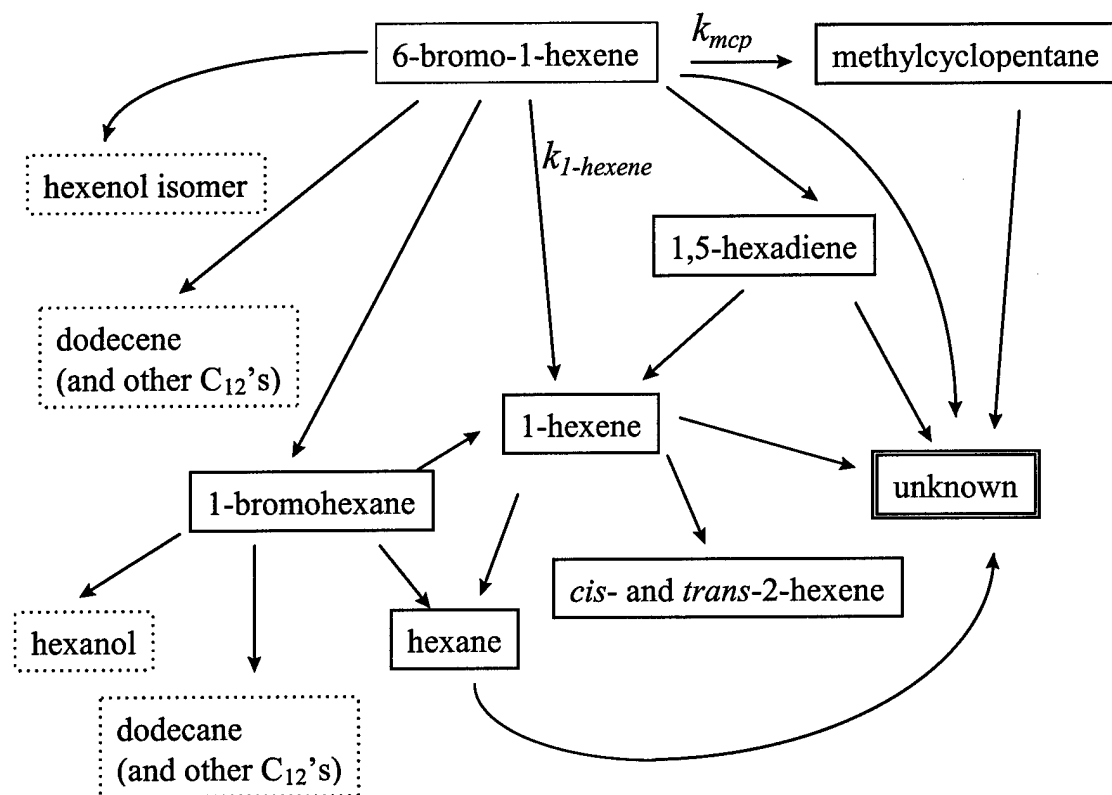 6-bromo-1-hexene
k_mcp
methylcyclopentane
hexenol isomer
k_1-hexene
1,5-hexadiene
dodecene
(and other C₁₂'s)
1-hexene
1-bromohexane
unknown
cis- and trans-2-hexene
hexanol
hexane
dodecane
(and other C₁₂'s)